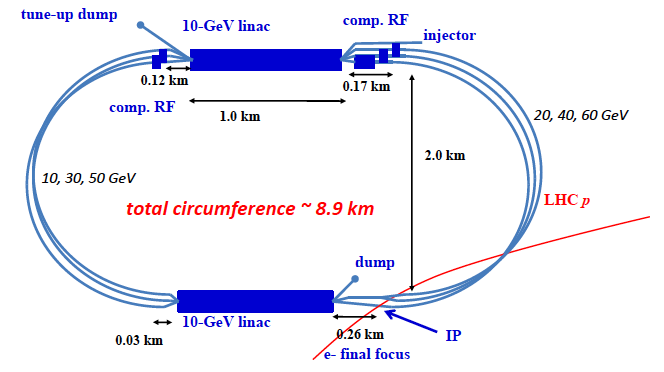 tune-up dump
10-GeV linac
comp. RF
injector
0.12 km
0.17 km
comp. RF
1.0 km
20, 40, 60 GeV
2.0 km
10, 30, 50 GeV
LHC p
total circumference ~ 8.9 km
dump
0.03 km
10-GeV linac
0.26 km
IP
e- final focus